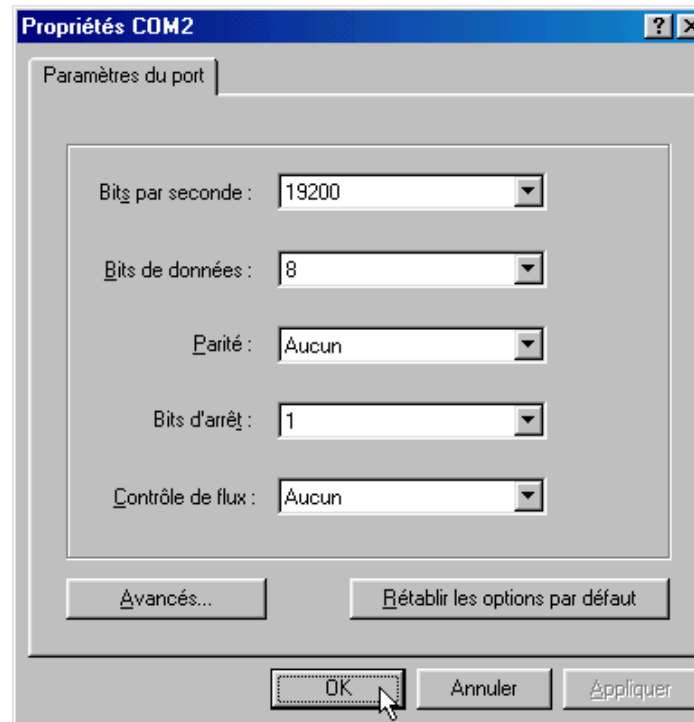 Propriétés COM2
Paramètres du port
Bits par seconde : 19200
Bits de données : 8
Parité : Aucun
Bits d'arrêt : 1
Contrôle de flux : Aucun
Avancés... Rétablir les options par défaut
OK Annuler Appliquer